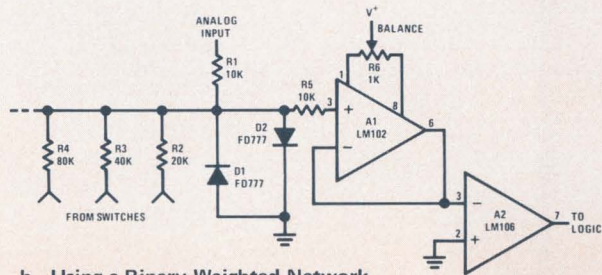 V+
ANALOG
INPUT
BALANCE
R1
10K
R6
1K
R5
10K
1
8
3
+
A1
LM102
6
−
R4
80K
R3
40K
R2
20K
D2
FD777
D1
FD777
FROM SWITCHES
3
−
A2
LM106
7
TO
LOGIC
2
+
b. Using a Binary-Weighted Network